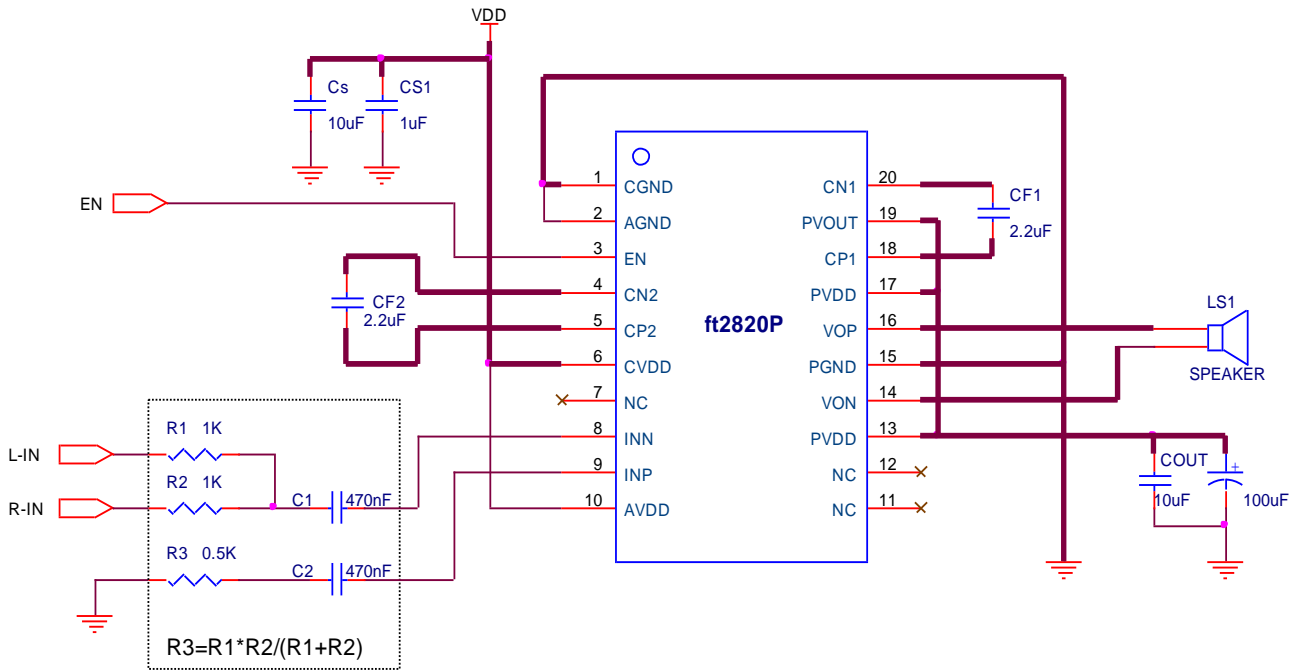 VDD
Cs
CS1
10uF
1uF
EN
CF2
2.2uF
L-IN
R1 1K
R-IN
R2 1K
C1
470nF
R3 0.5K
C2
470nF
R3=R1*R2/(R1+R2)
ft2820P
1 CGND
2 AGND
3 EN
4 CN2
5 CP2
6 CVDD
7 NC
8 INN
9 INP
10 AVDD
CN1 20
PVOUT 19
CP1 18
PVDD 17
VOP 16
PGND 15
VON 14
PVDD 13
NC 12
NC 11
CF1
2.2uF
LS1
SPEAKER
COUT
10uF
+
100uF